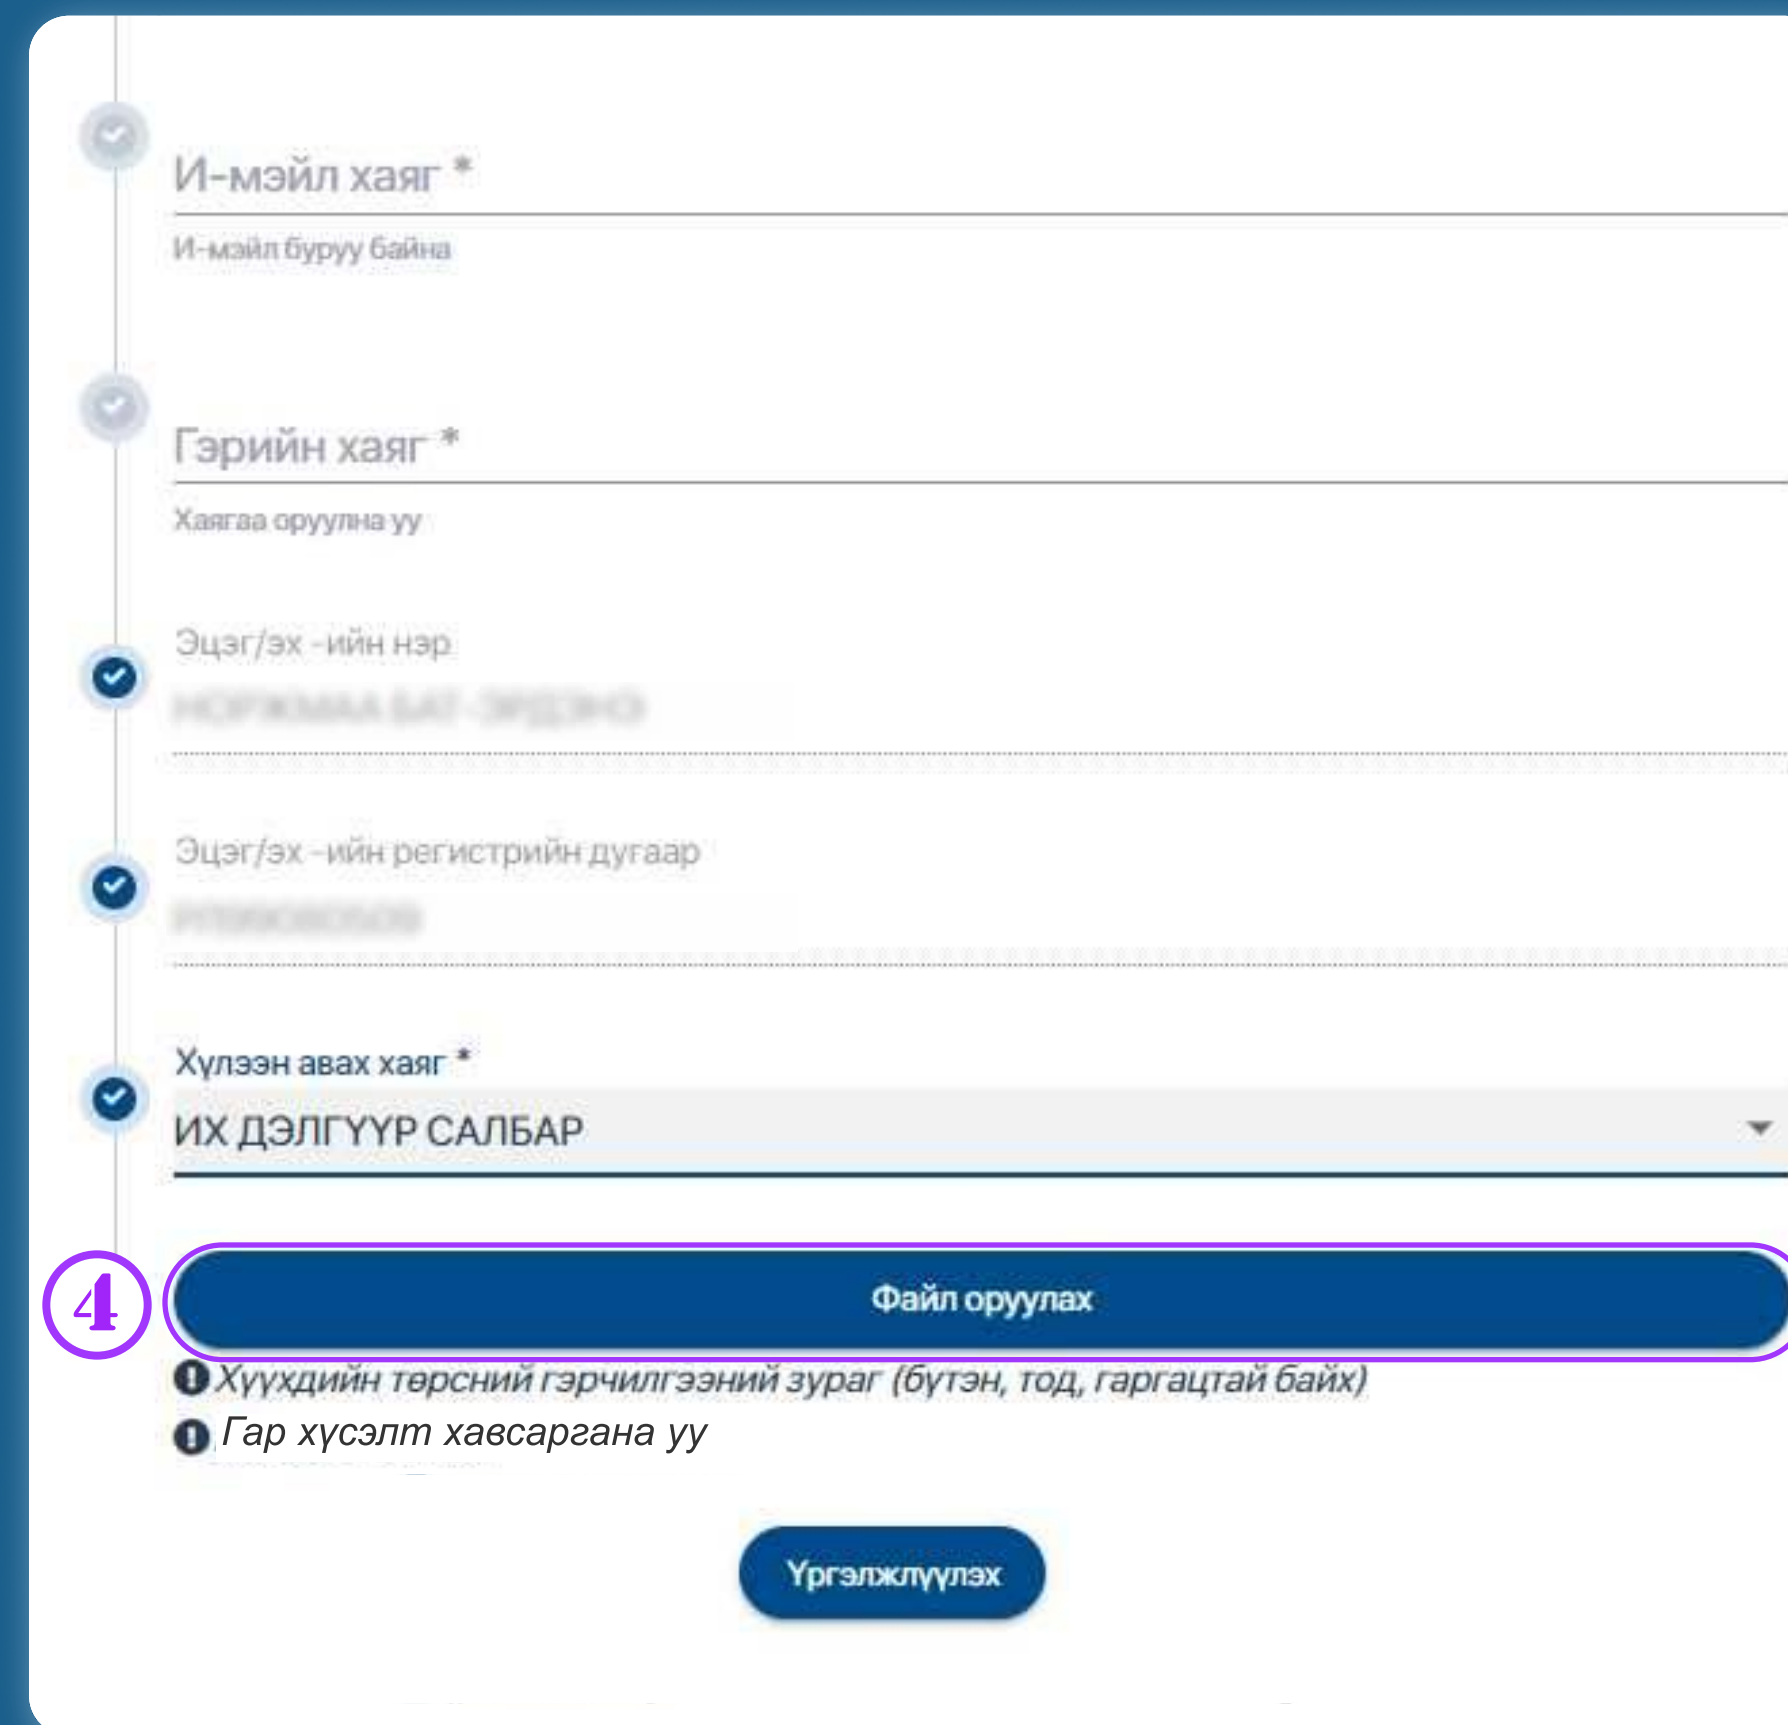 И-мэйл хаяг *
И-мэйл буруу байна
Гэрийн хаяг *
Хаягаа оруулна уу
Эцэг/эх -ийн нэр
Эцэг/эх -ийн регистрийн дугаар
Хүлээн авах хаяг *
ИХ ДЭЛГҮҮР САЛБАР
4
Файл оруулах
Хүүхдийн төрсний гэрчилгээний зураг (бүтэн, тод, гаргацтай байх)
Гар хүсэлт хавсаргана уу
Үргэлжлүүлэх